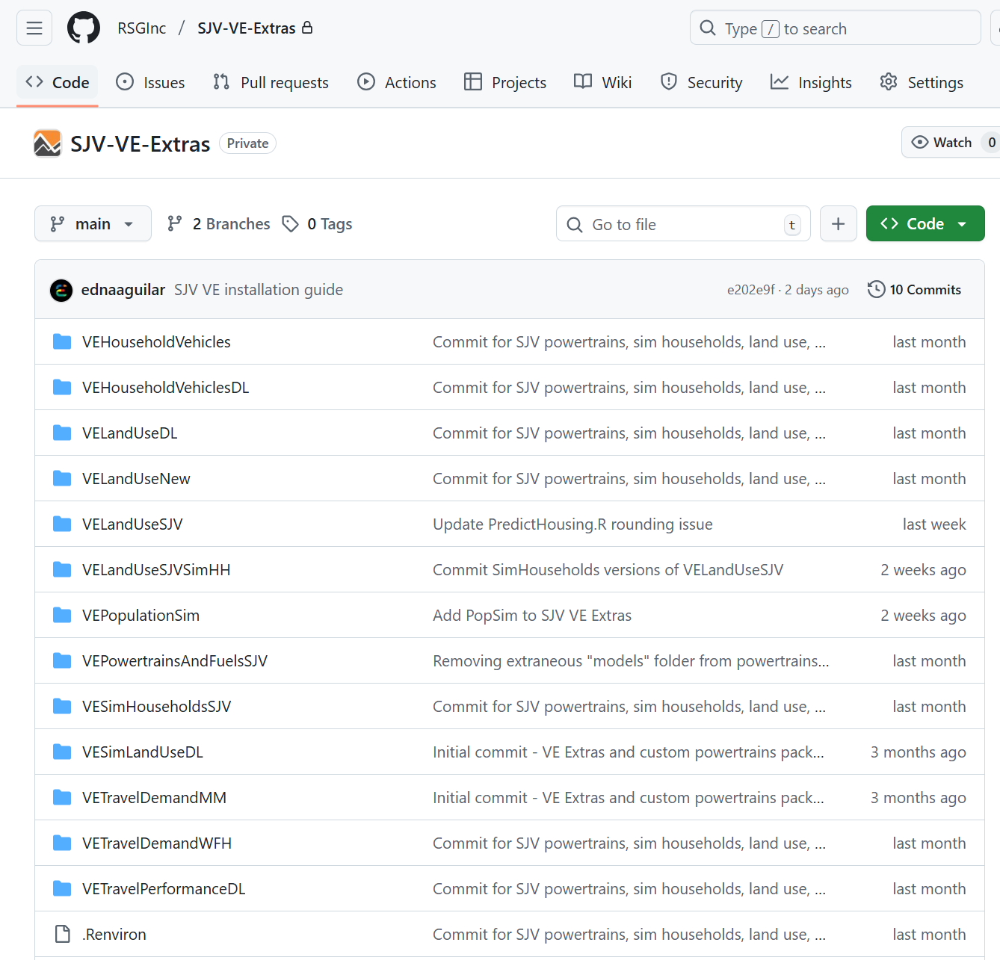 RSGInc / SJV-VE-Extras
Type / to search
Code Issues Pull requests Actions Projects Wiki Security Insights Settings
SJV-VE-Extras Private
Watch 0
main 2 Branches 0 Tags
Go to file t
Code
ednaaguilar SJV VE installation guide e202e9f · 2 days ago 10 Commits
VEHouseholdVehicles Commit for SJV powertrains, sim households, land use, ... last month
VEHouseholdVehiclesDL Commit for SJV powertrains, sim households, land use, ... last month
VELandUseDL Commit for SJV powertrains, sim households, land use, ... last month
VELandUseNew Commit for SJV powertrains, sim households, land use, ... last month
VELandUseSJV Update PredictHousing.R rounding issue last week
VELandUseSJVSimHH Commit SimHouseholds versions of VELandUseSJV 2 weeks ago
VEPopulationSim Add PopSim to SJV VE Extras 2 weeks ago
VEPowertrainsAndFuelsSJV Removing extraneous "models" folder from powertrains... last month
VESimHouseholdsSJV Commit for SJV powertrains, sim households, land use, ... last month
VESimLandUseDL Initial commit - VE Extras and custom powertrains pack... 3 months ago
VETravelDemandMM Initial commit - VE Extras and custom powertrains pack... 3 months ago
VETravelDemandWFH Commit for SJV powertrains, sim households, land use, ... last month
VETravelPerformanceDL Commit for SJV powertrains, sim households, land use, ... last month
.Renviron Commit for SJV powertrains, sim households, land use, ... last month